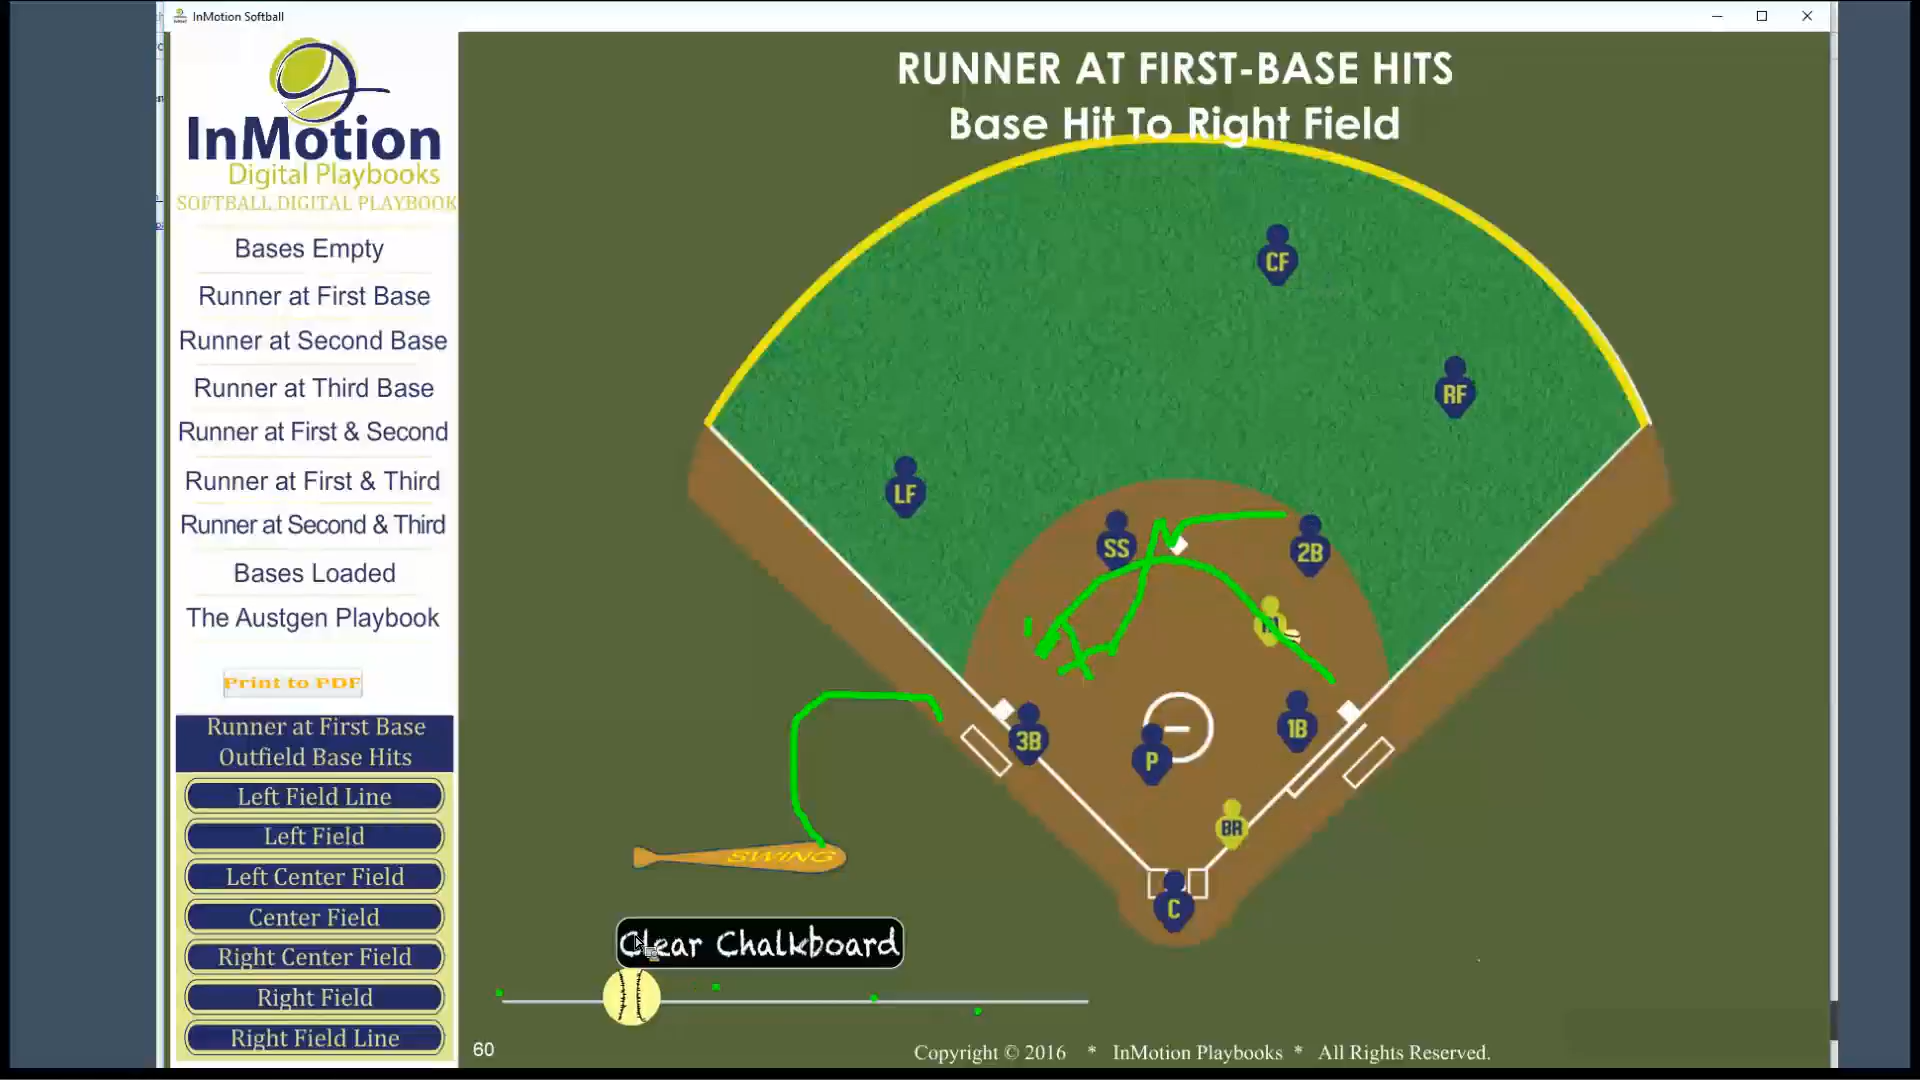 InMotion Softball
InMotion
Digital Playbooks
SOFTBALL DIGITAL PLAYBOOK
Bases Empty
Runner at First Base
Runner at Second Base
Runner at Third Base
Runner at First & Second
Runner at First & Third
Runner at Second & Third
Bases Loaded
The Austgen Playbook
Print to PDF
Runner at First Base
Outfield Base Hits
Left Field Line
Left Field
Left Center Field
Center Field
Right Center Field
Right Field
Right Field Line
RUNNER AT FIRST-BASE HITS
Base Hit To Right Field
CF
RF
LF
SS
2B
3B
P
1B
BR
C
SWING
Clear Chalkboard
60
Copyright © 2016 * InMotion Playbooks * All Rights Reserved.